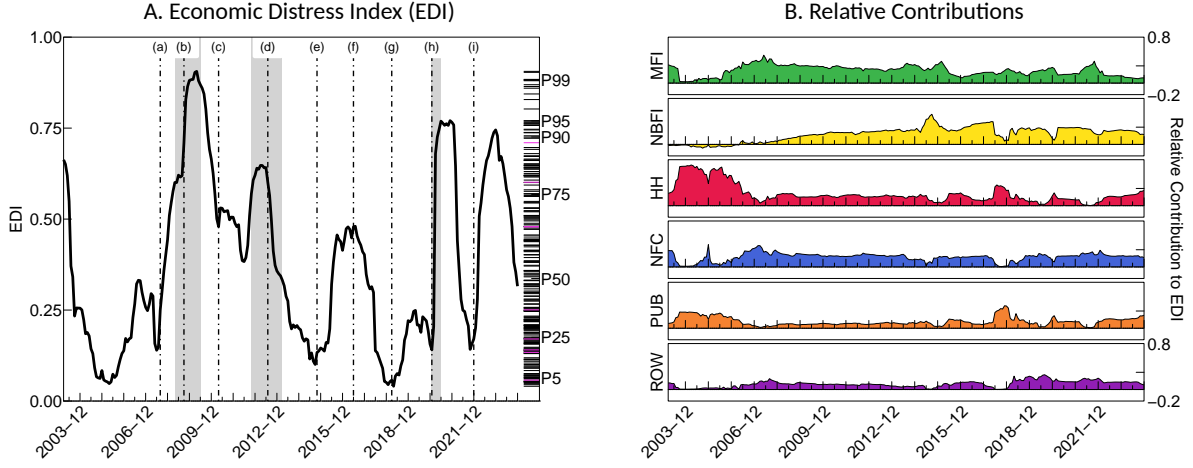 A. Economic Distress Index (EDI)
1.00
0.75
0.50
0.25
0.00
EDI
(a)
(b)
(c)
(d)
(e)
(f)
(g)
(h)
(i)
P99
P95
P90
P75
P50
P25
P5
2003–12
2006–12
2009–12
2012–12
2015–12
2018–12
2021–12
B. Relative Contributions
MFI
NBFI
HH
NFC
PUB
ROW
0.8
−0.2
0.8
−0.2
Relative Contribution to EDI
2003–12
2006–12
2009–12
2012–12
2015–12
2018–12
2021–12